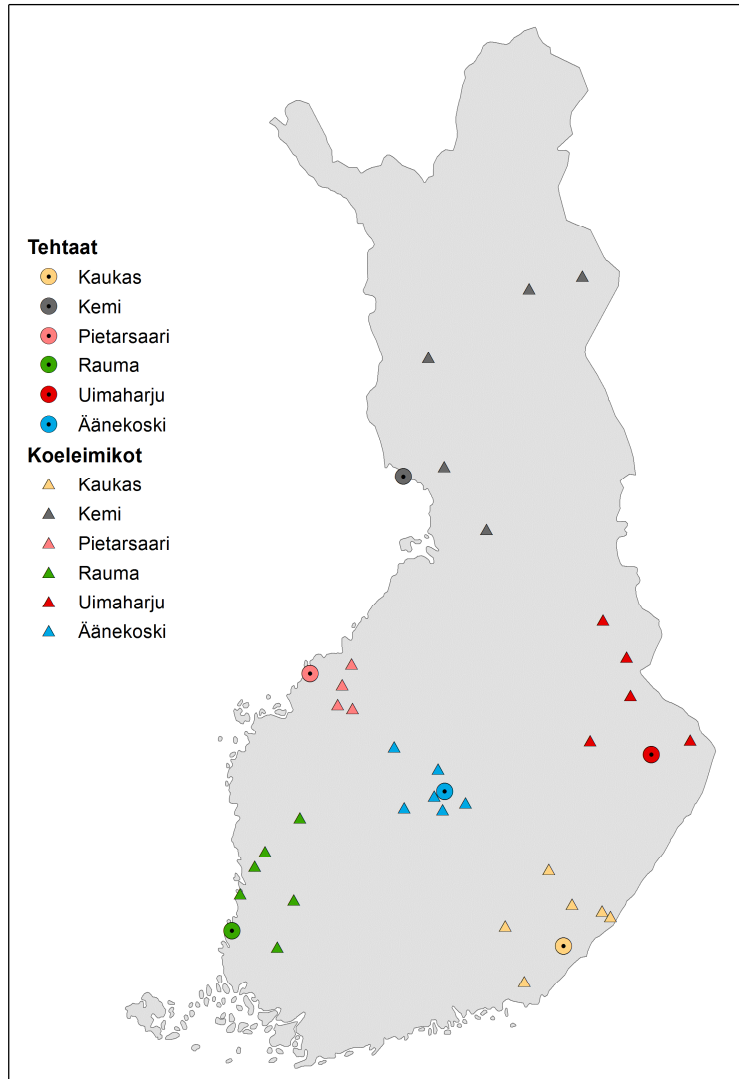 Tehtaat
Kaukas
Kemi
Pietarsaari
Rauma
Uimaharju
Äänekoski
Koeleimikot
Kaukas
Kemi
Pietarsaari
Rauma
Uimaharju
Äänekoski